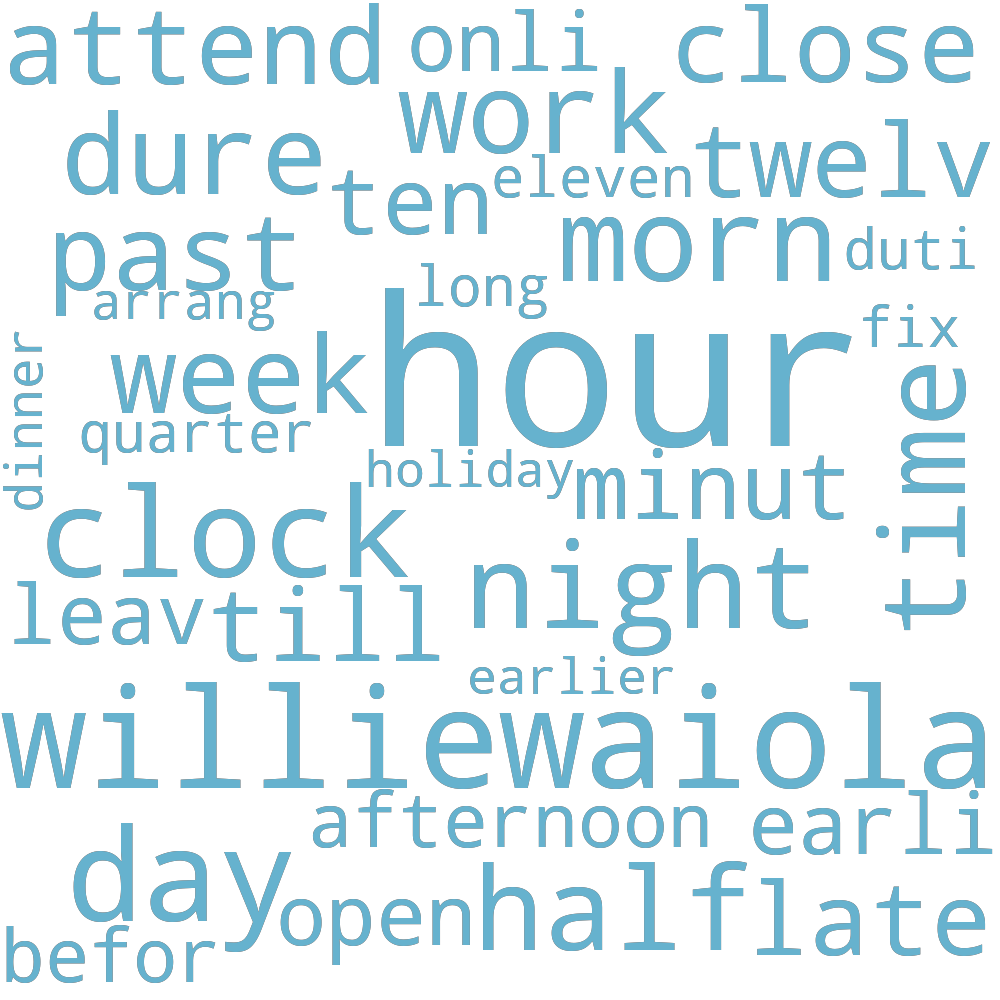 attend onli close
work
dure twelv
ten eleven
past morn duti
arrang long
hour fix
dinner week time
quarter
holiday minut
clock
night
leav till
earlier
williewaiola
afternoon earli
day
open half late
befor